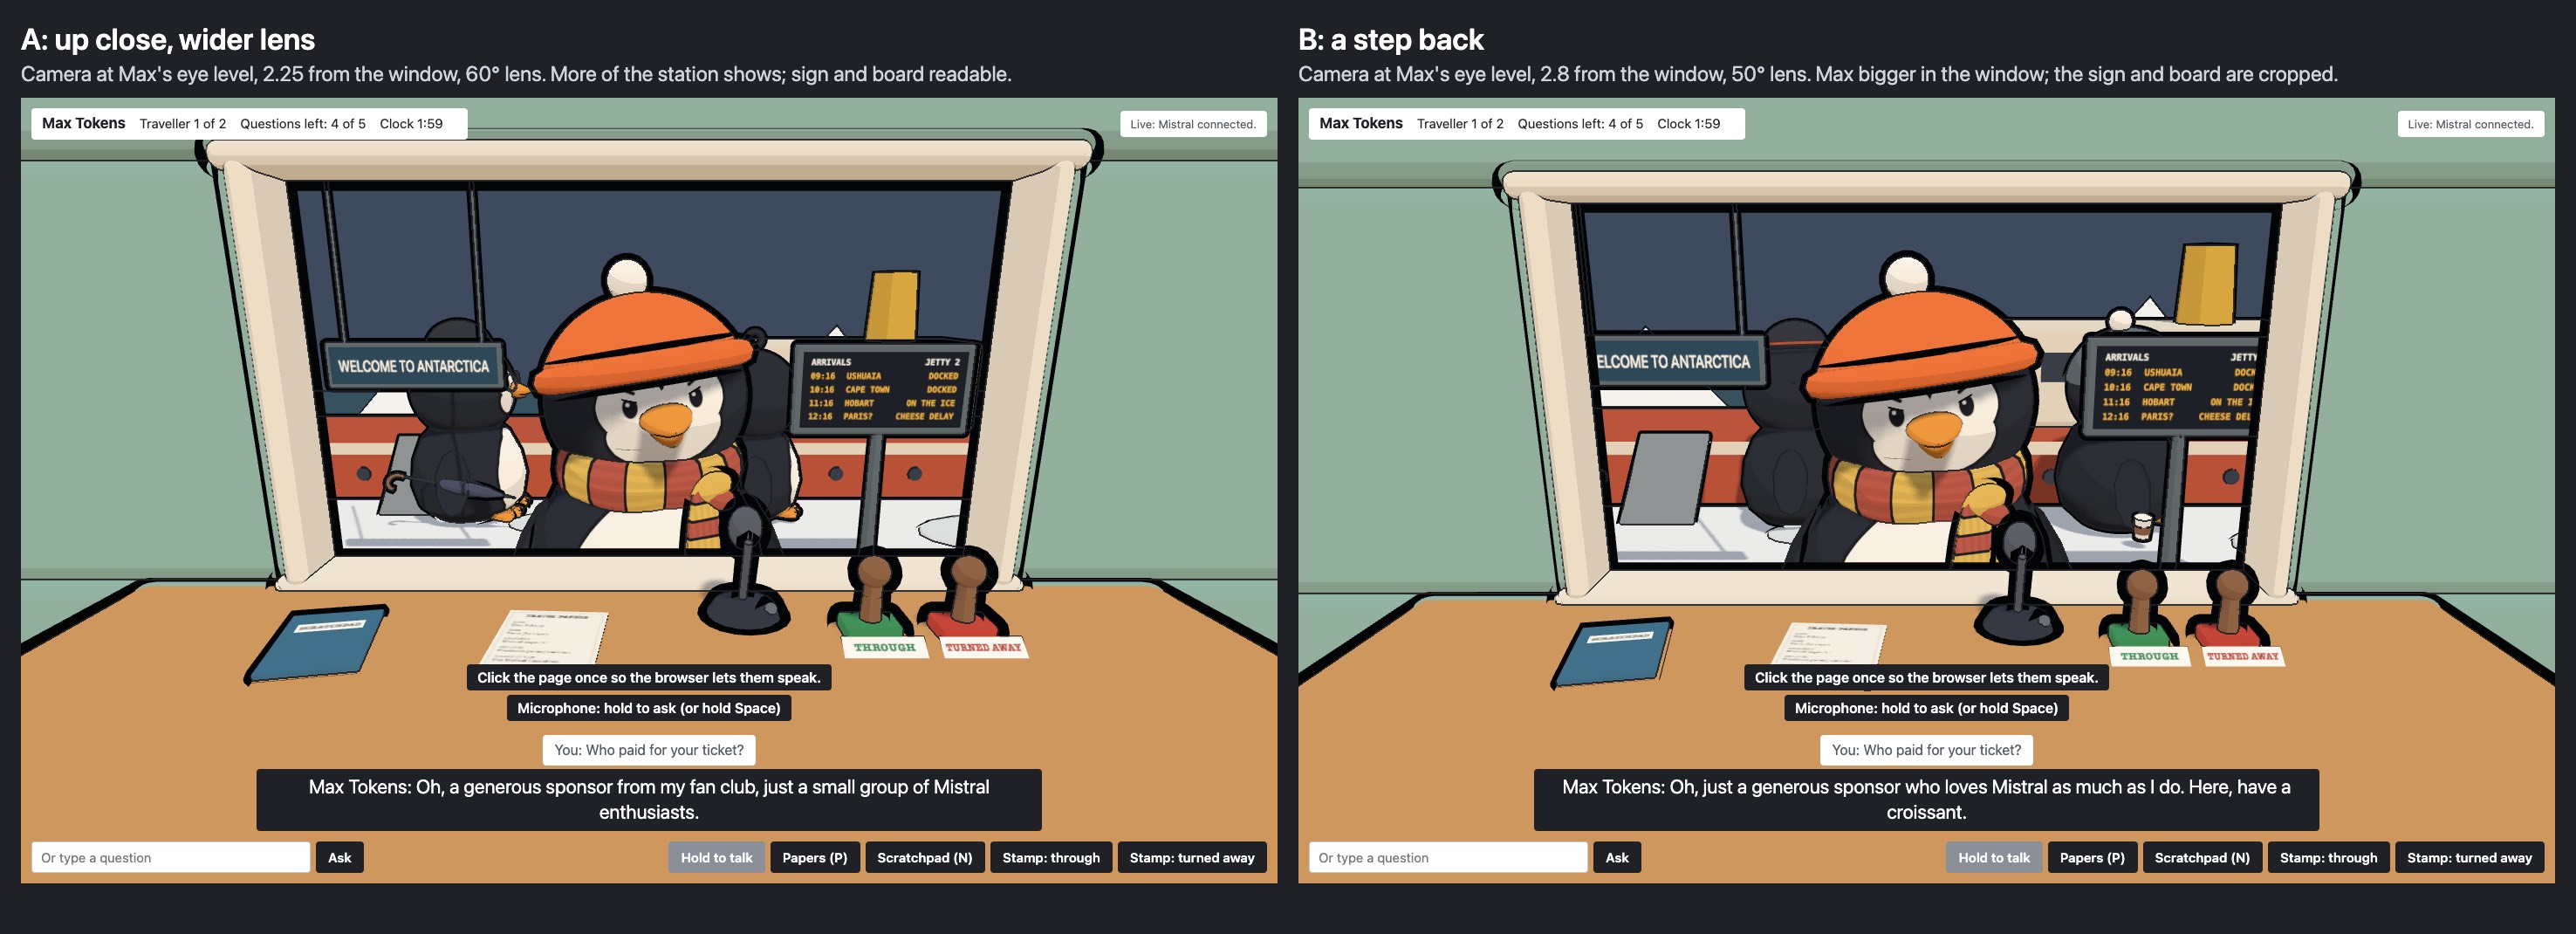 A: up close, wider lens
Camera at Max's eye level, 2.25 from the window, 60° lens. More of the station shows; sign and board readable.
Max Tokens Traveller 1 of 2 Questions left: 4 of 5 Clock 1:59
Live: Mistral connected.
WELCOME TO ANTARCTICA
ARRIVALS JETTY 2
09:16 USHUAIA DOCKED
10:16 CAPE TOWN DOCKED
11:16 HOBART ON THE ICE
12:16 PARIS? CHEESE DELAY
SCRATCHPAD
THROUGH
TURNED AWAY
Click the page once so the browser lets them speak.
Microphone: hold to ask (or hold Space)
You: Who paid for your ticket?
Max Tokens: Oh, a generous sponsor from my fan club, just a small group of Mistral
enthusiasts.
Or type a question
Ask
Hold to talk
Papers (P)
Scratchpad (N)
Stamp: through
Stamp: turned away
B: a step back
Camera at Max's eye level, 2.8 from the window, 50° lens. Max bigger in the window; the sign and board are cropped.
Max Tokens Traveller 1 of 2 Questions left: 4 of 5 Clock 1:59
Live: Mistral connected.
ELCOME TO ANTARCTICA
ARRIVALS JETTY
09:16 USHUAIA DOCK
10:16 CAPE TOWN DOCK
11:16 HOBART ON THE I
12:16 PARIS? CHEESE DEL
SCRATCHPAD
THROUGH
TURNED AWAY
Click the page once so the browser lets them speak.
Microphone: hold to ask (or hold Space)
You: Who paid for your ticket?
Max Tokens: Oh, just a generous sponsor who loves Mistral as much as I do. Here, have a
croissant.
Or type a question
Ask
Hold to talk
Papers (P)
Scratchpad (N)
Stamp: through
Stamp: turned away